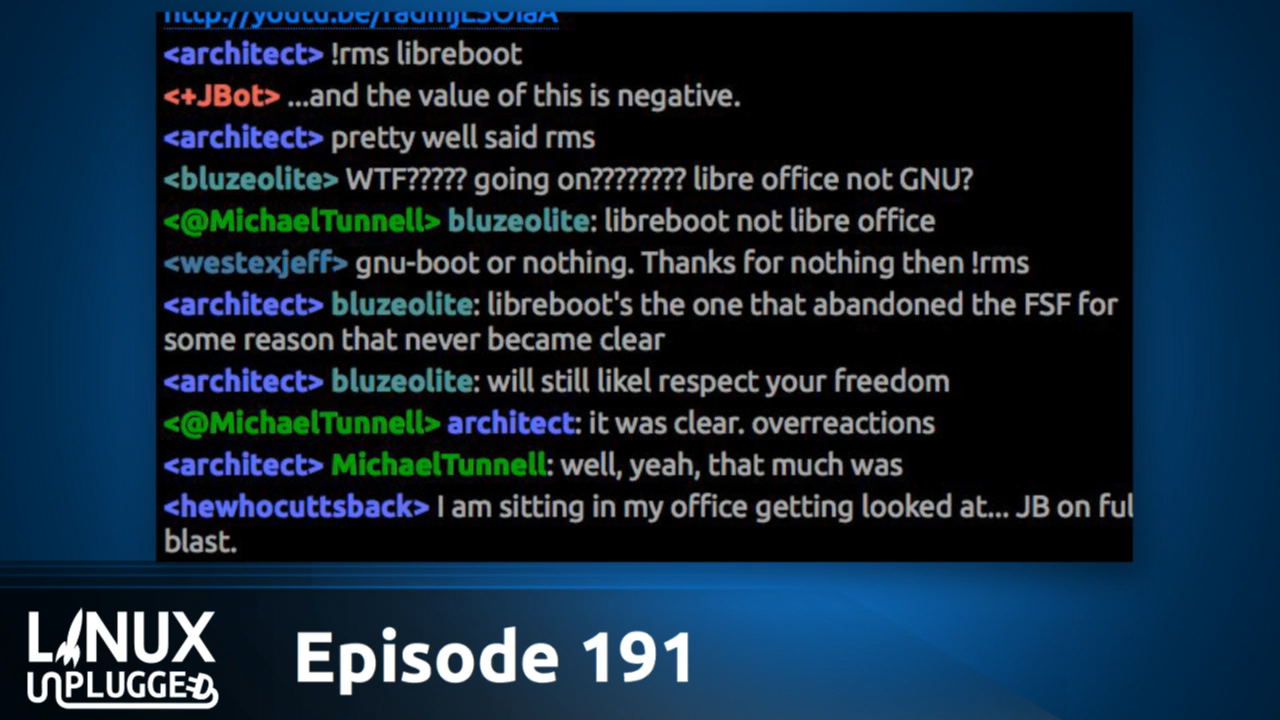 <architect> !rms libreboot
<+JBot> ...and the value of this is negative.
<architect> pretty well said rms
<bluzeolite> WTF????? going on???????? libre office not GNU?
<@MichaelTunnell> bluzeolite: libreboot not libre office
<westexjeff> gnu-boot or nothing. Thanks for nothing then !rms
<architect> bluzeolite: libreboot's the one that abandoned the FSF for
some reason that never became clear
<architect> bluzeolite: will still likel respect your freedom
<@MichaelTunnell> architect: it was clear. overreactions
<architect> MichaelTunnell: well, yeah, that much was
<hewhocuttsback> I am sitting in my office getting looked at... JB on ful
blast.
LINUX
UNPLUGGED
Episode 191